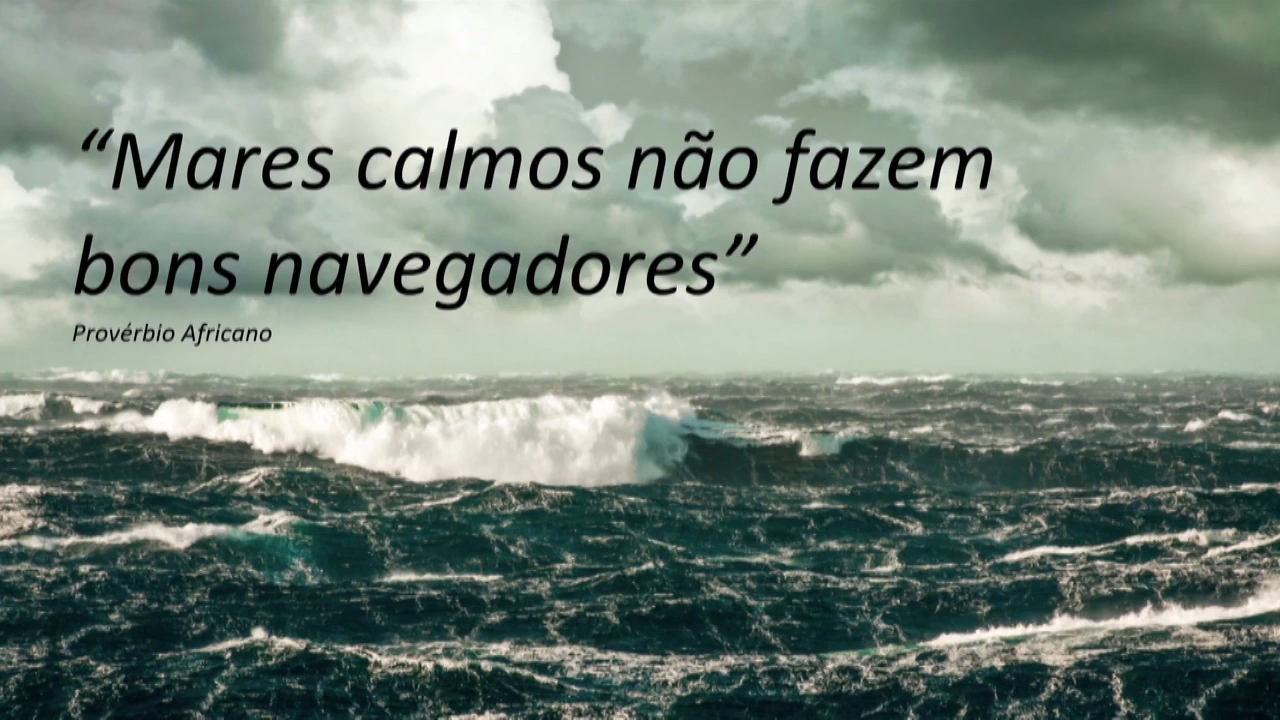 “Mares calmos não fazem
bons navegadores”
Provérbio Africano